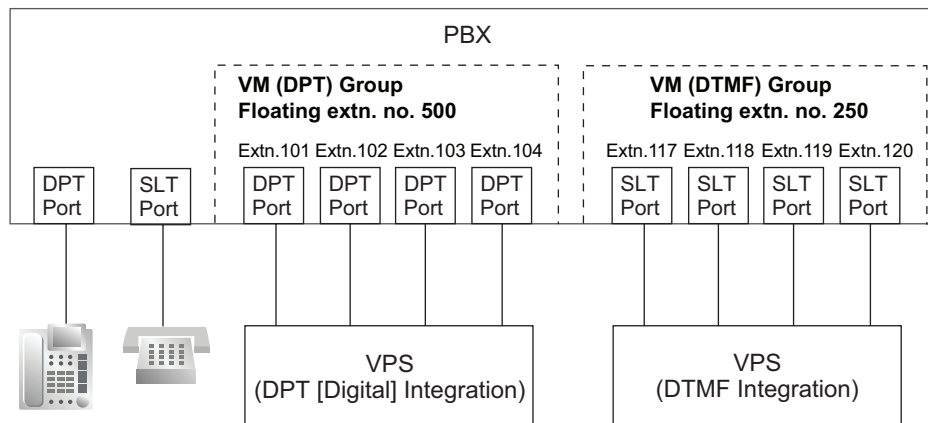 PBX
VM (DPT) Group
Floating extn. no. 500
VM (DTMF) Group
Floating extn. no. 250
Extn.101 Extn.102 Extn.103 Extn.104
Extn.117 Extn.118 Extn.119 Extn.120
DPT
Port
SLT
Port
DPT
Port
DPT
Port
DPT
Port
DPT
Port
SLT
Port
SLT
Port
SLT
Port
SLT
Port
VPS
(DPT [Digital] Integration)
VPS
(DTMF Integration)